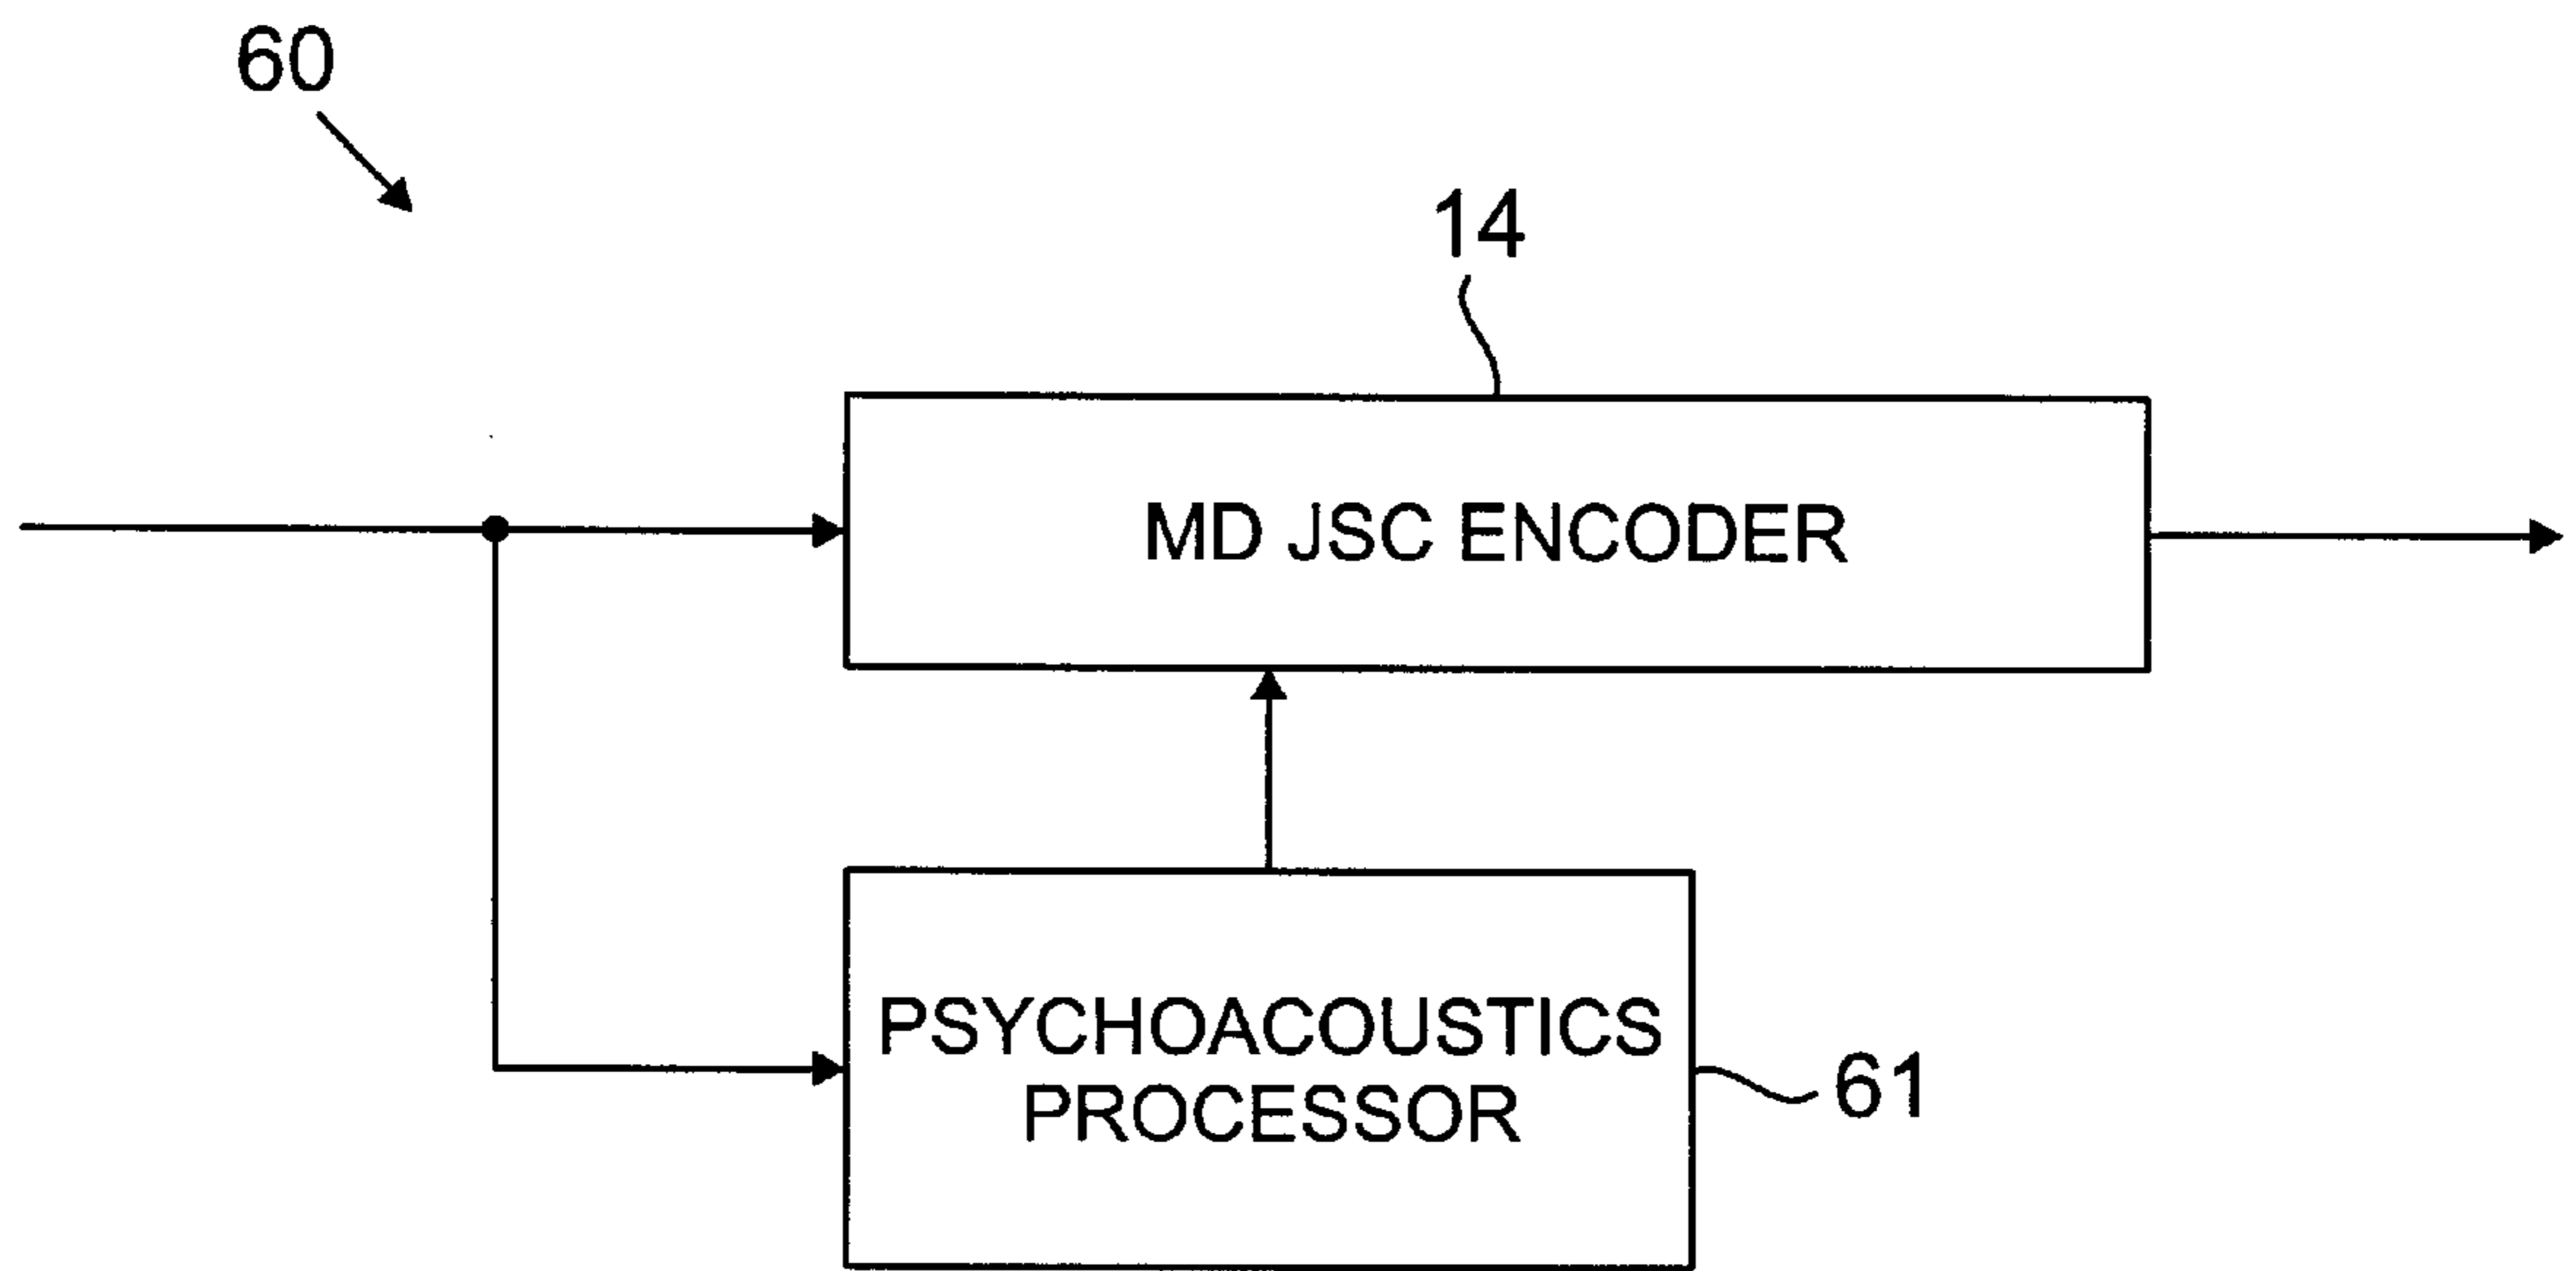 60
14
MD JSC ENCODER
PSYCHOACOUSTICS
PROCESSOR
61